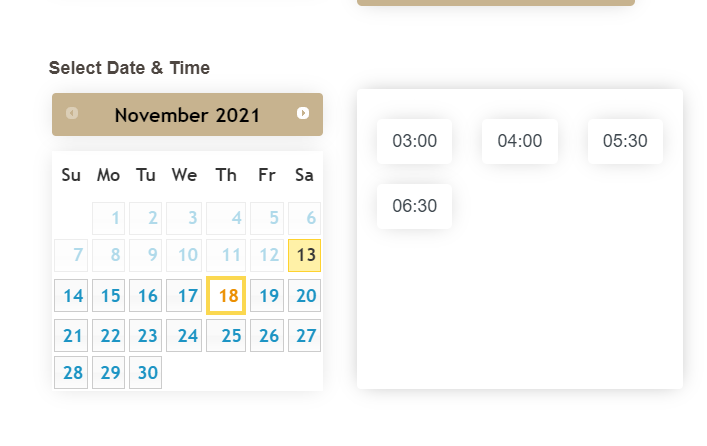 Select Date & Time
November 2021
Su Mo Tu We Th Fr Sa
1 2 3 4 5 6
7 8 9 10 11 12 13
14 15 16 17 18 19 20
21 22 23 24 25 26 27
28 29 30
03:00 04:00 05:30
06:30